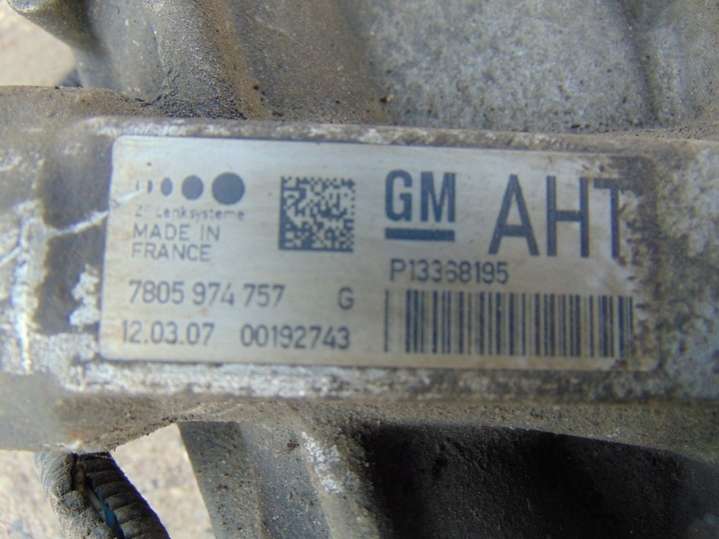 ZF Lenksysteme
MADE IN
FRANCE
7805 974 757 G
12.03.07 00192743
GM
AHT
P13368195